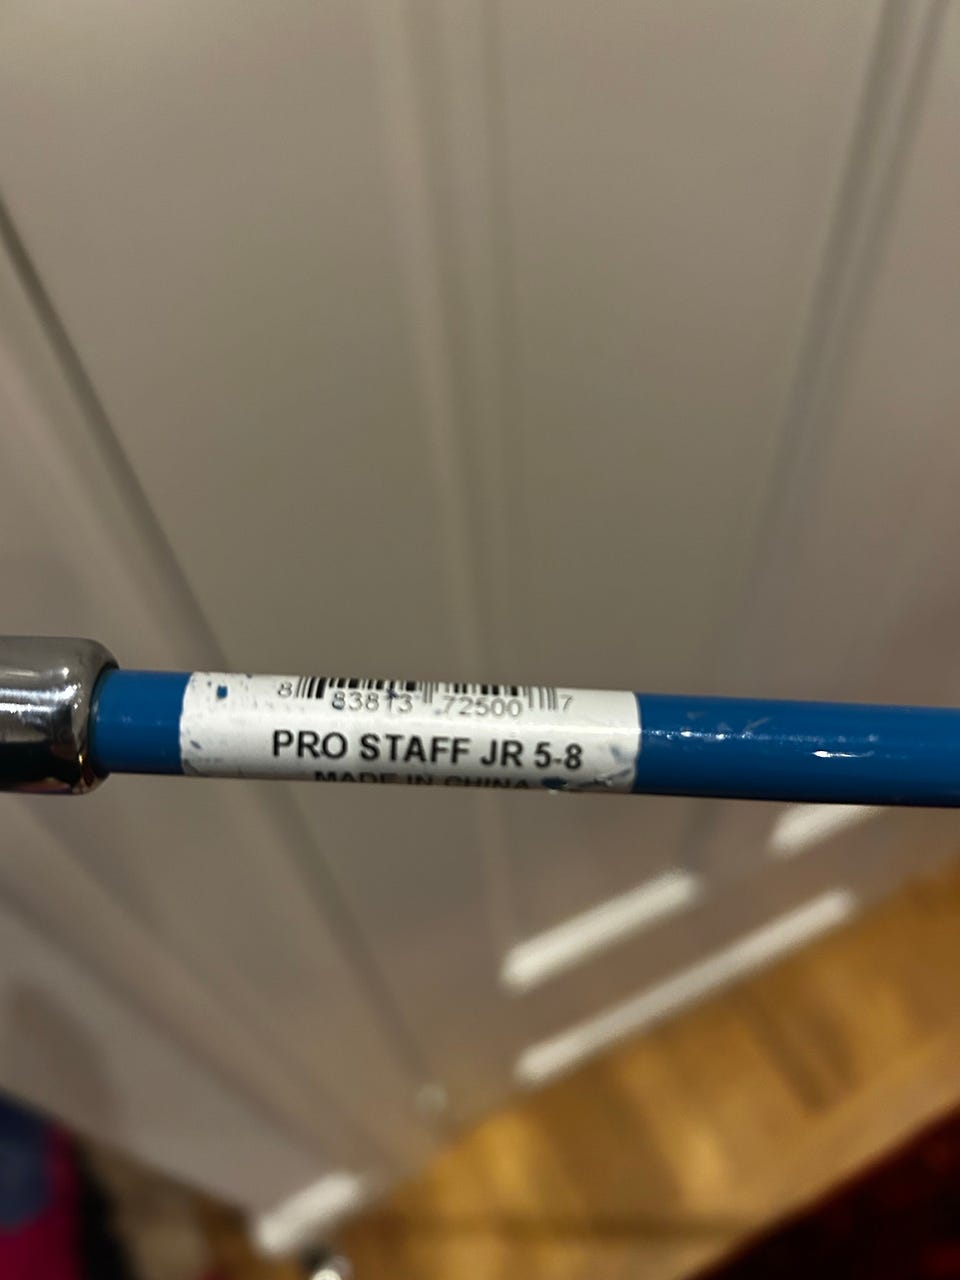 8 83813 72500 7
PRO STAFF JR 5-8
MADE IN CHINA